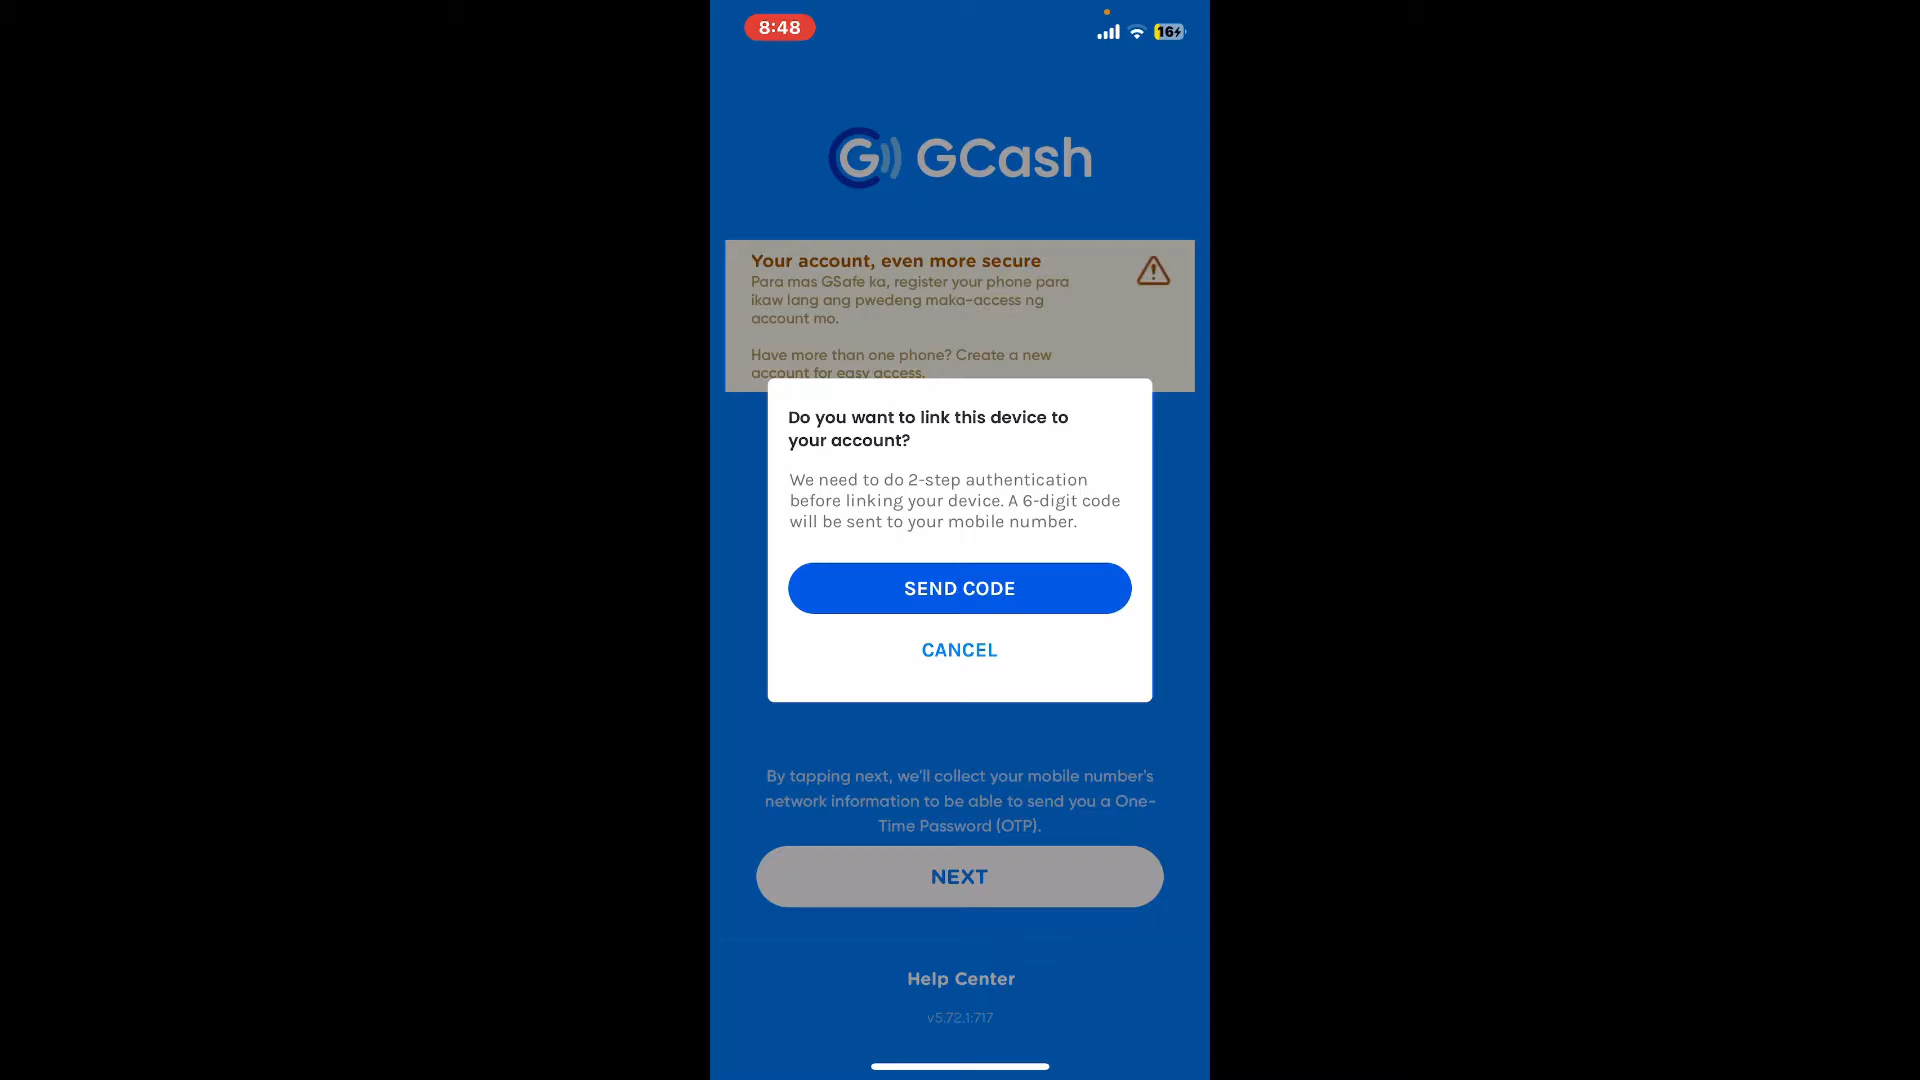 8:48
16
G GCash
Your account, even more secure
Para mas GSafe ka, register your phone para
ikaw lang ang pwedeng maka-access ng
account mo.
Have more than one phone? Create a new
account for easy access.
Do you want to link this device to
your account?
We need to do 2-step authentication
before linking your device. A 6-digit code
will be sent to your mobile number.
SEND CODE
CANCEL
By tapping next, we'll collect your mobile number's
network information to be able to send you a One-
Time Password (OTP).
NEXT
Help Center
v5.72.1:717